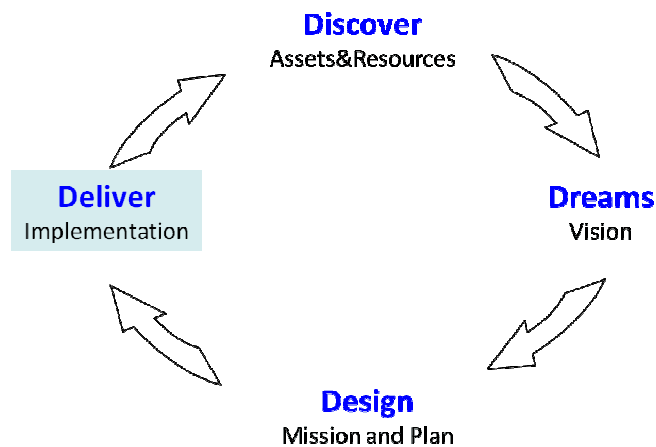 Discover
Assets&Resources
Deliver
Implementation
Dreams
Vision
Design
Mission and Plan